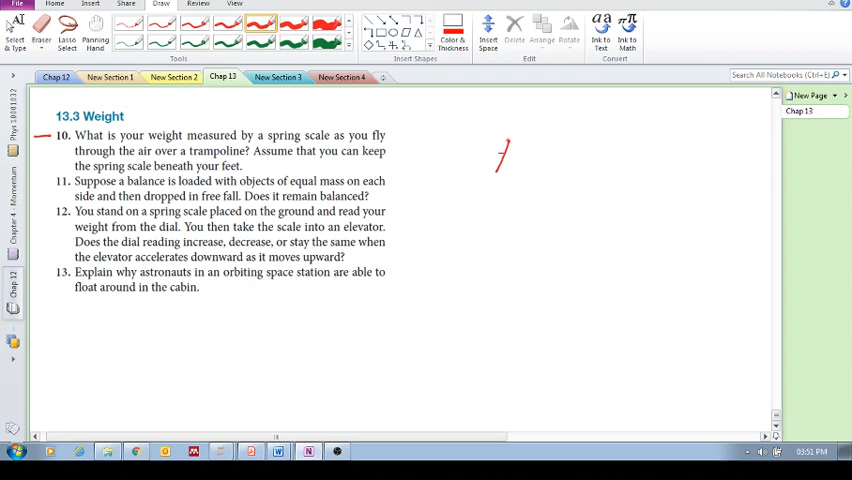 File Home Insert Share Draw Review View
Select & Type
Eraser
Lasso Select
Panning Hand
Color & Thickness
Insert Space
Arrange
Delete
Ink to Text
Ink to Math
Tools
Insert Shapes
Edit
Convert
Chap 12 New Section 1 New Section 2 Chap 13 New Section 3 New Section 4
Search All Notebooks (Ctrl+E)
New Page
Chap 13
Phys 10101032
Chapter 4 - Momentum
Chap 12
13.3 Weight
10. What is your weight measured by a spring scale as you fly
through the air over a trampoline? Assume that you can keep
the spring scale beneath your feet.
11. Suppose a balance is loaded with objects of equal mass on each
side and then dropped in free fall. Does it remain balanced?
12. You stand on a spring scale placed on the ground and read your
weight from the dial. You then take the scale into an elevator.
Does the dial reading increase, decrease, or stay the same when
the elevator accelerates downward as it moves upward?
13. Explain why astronauts in an orbiting space station are able to
float around in the cabin.
03:51 PM